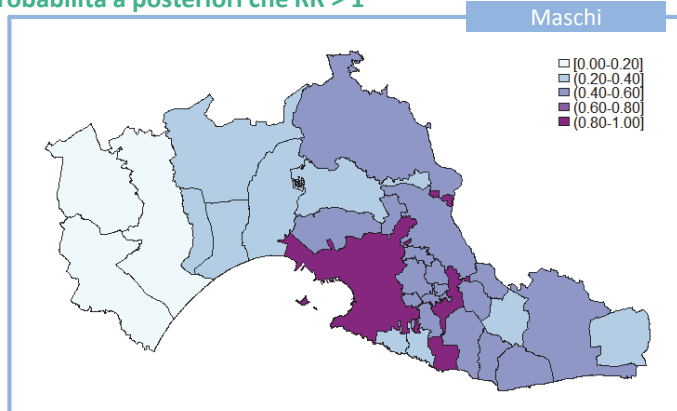 robabilità a posteriori che RR > 1
Maschi
[0.00-0.20]
(0.20-0.40]
(0.40-0.60]
(0.60-0.80]
(0.80-1.00]